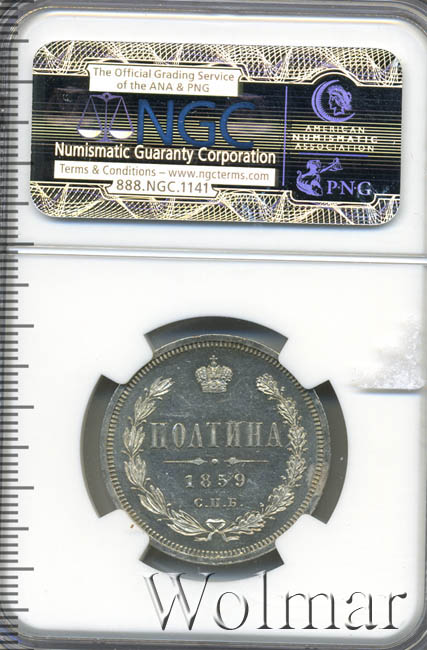 The Official Grading Service
of the ANA & PNG
NGC
Numismatic Guaranty Corporation
Terms & Conditions – www.ngcterms.com
888.NGC.1141
AMERICAN
NUMISMATIC
ASSOCIATION
PNG
ПОЛТИНА
1859
С.П.Б.
Wolmar